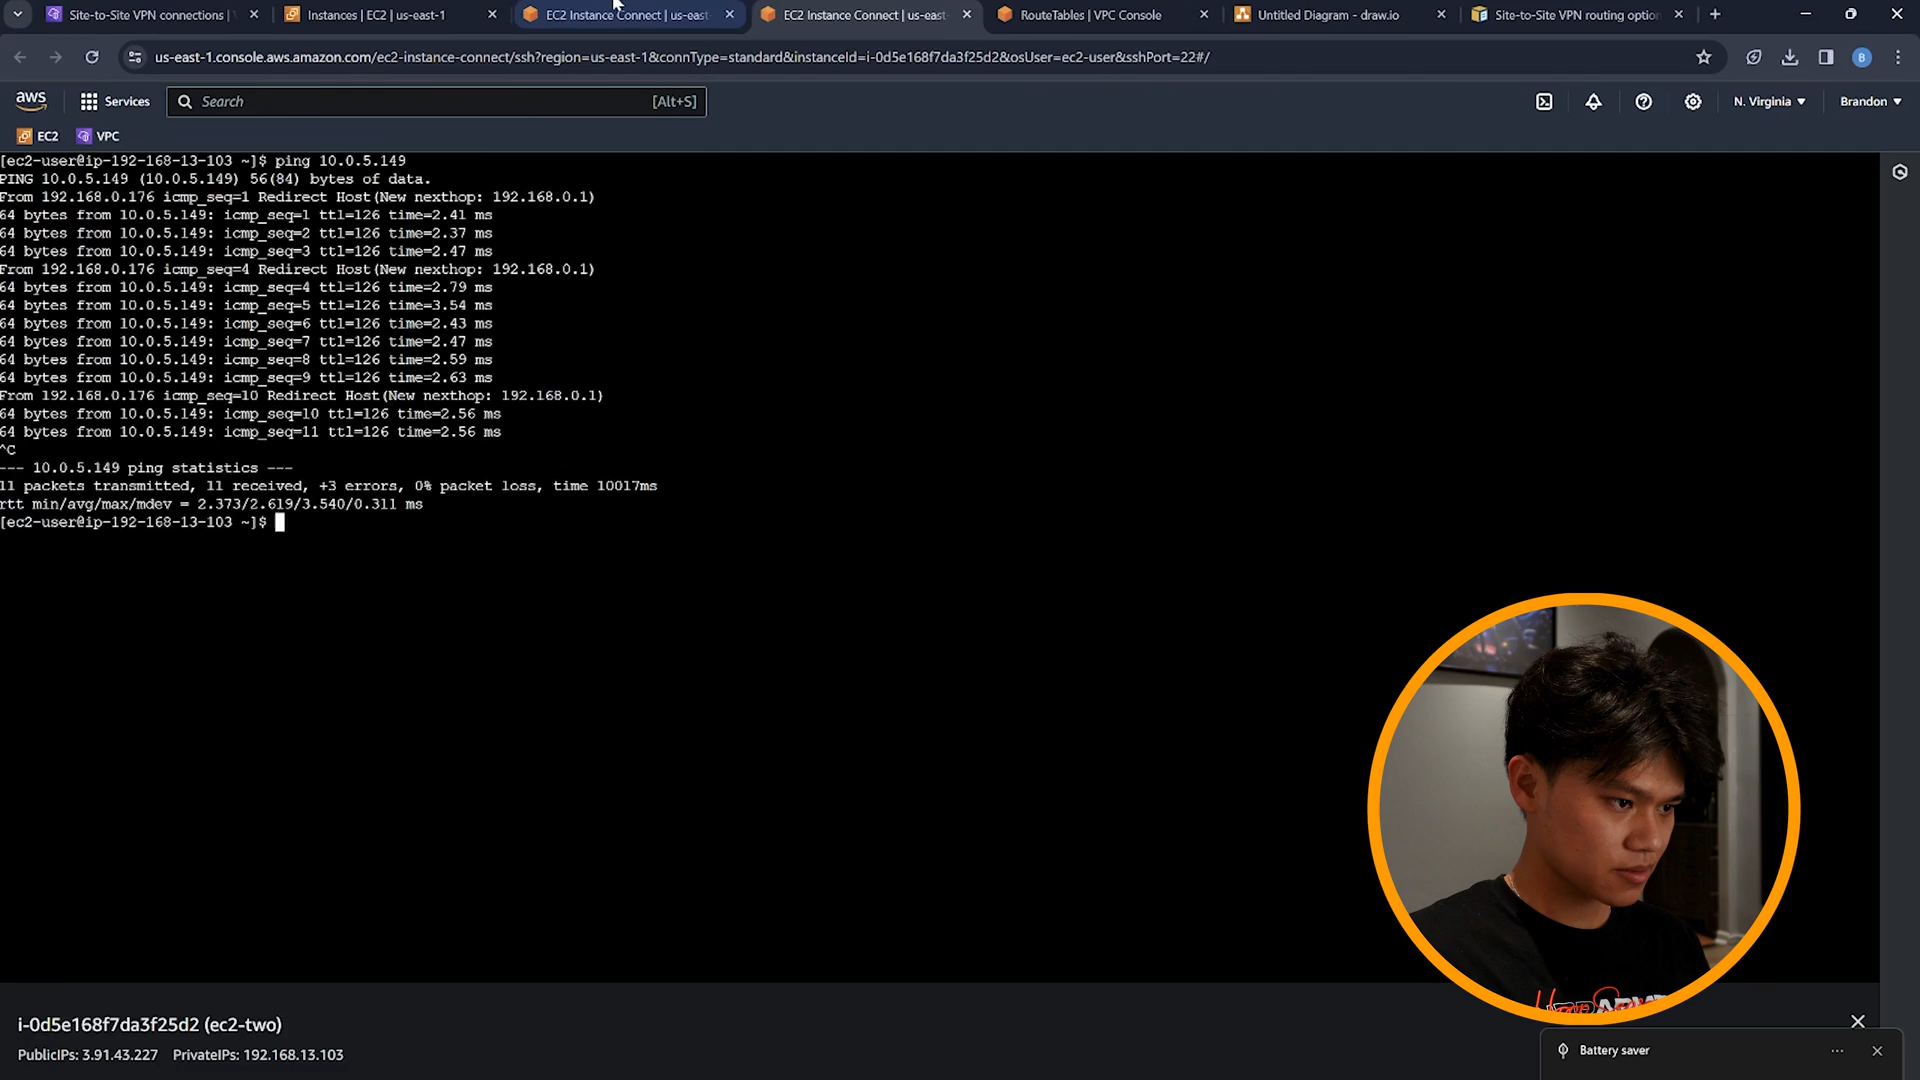 Site-to-Site VPN connections |
Instances | EC2 | us-east-1
EC2 Instance Connect | us-east-
EC2 Instance Connect | us-east-
RouteTables | VPC Console
Untitled Diagram - draw.io
Site-to-Site VPN routing option
us-east-1.console.aws.amazon.com/ec2-instance-connect/ssh?region=us-east-1&connType=standard&instanceId=i-0d5e168f7da3f25d2&osUser=ec2-user&sshPort=22#/
B
aws
Services
Search
[Alt+S]
N. Virginia
Brandon
EC2
VPC
[ec2-user@ip-192-168-13-103 ~]$ ping 10.0.5.149
PING 10.0.5.149 (10.0.5.149) 56(84) bytes of data.
From 192.168.0.176 icmp_seq=1 Redirect Host(New nexthop: 192.168.0.1)
64 bytes from 10.0.5.149: icmp_seq=1 ttl=126 time=2.41 ms
64 bytes from 10.0.5.149: icmp_seq=2 ttl=126 time=2.37 ms
64 bytes from 10.0.5.149: icmp_seq=3 ttl=126 time=2.47 ms
From 192.168.0.176 icmp_seq=4 Redirect Host(New nexthop: 192.168.0.1)
64 bytes from 10.0.5.149: icmp_seq=4 ttl=126 time=2.79 ms
64 bytes from 10.0.5.149: icmp_seq=5 ttl=126 time=3.54 ms
64 bytes from 10.0.5.149: icmp_seq=6 ttl=126 time=2.43 ms
64 bytes from 10.0.5.149: icmp_seq=7 ttl=126 time=2.47 ms
64 bytes from 10.0.5.149: icmp_seq=8 ttl=126 time=2.59 ms
64 bytes from 10.0.5.149: icmp_seq=9 ttl=126 time=2.63 ms
From 192.168.0.176 icmp_seq=10 Redirect Host(New nexthop: 192.168.0.1)
64 bytes from 10.0.5.149: icmp_seq=10 ttl=126 time=2.56 ms
64 bytes from 10.0.5.149: icmp_seq=11 ttl=126 time=2.56 ms
^C
--- 10.0.5.149 ping statistics ---
11 packets transmitted, 11 received, +3 errors, 0% packet loss, time 10017ms
rtt min/avg/max/mdev = 2.373/2.619/3.540/0.311 ms
[ec2-user@ip-192-168-13-103 ~]$
i-0d5e168f7da3f25d2 (ec2-two)
PublicIPs: 3.91.43.227 PrivateIPs: 192.168.13.103
Battery saver